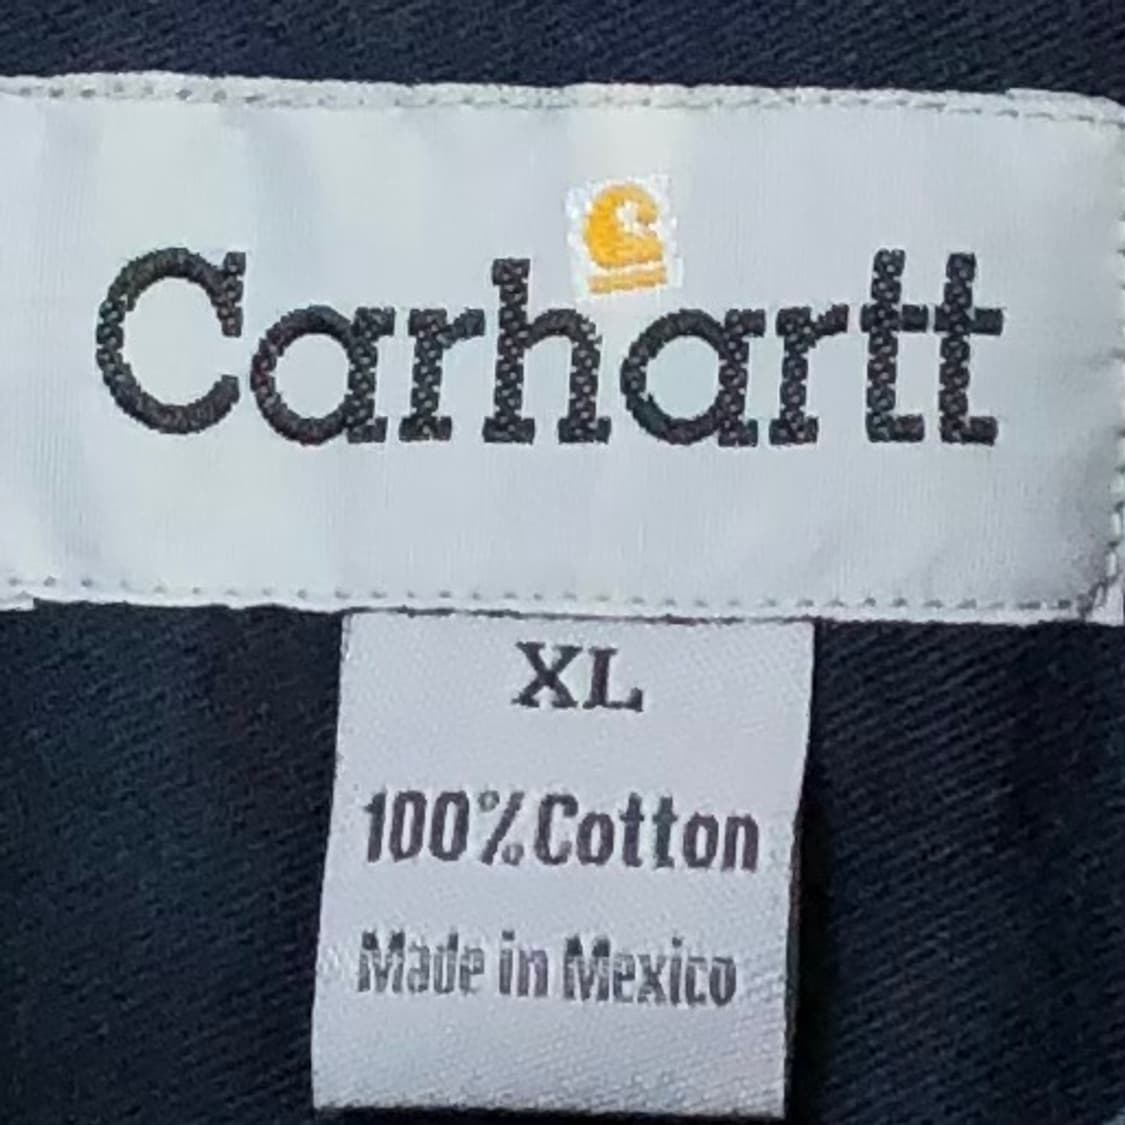 Carhartt
XL
100% Cotton
Made in Mexico